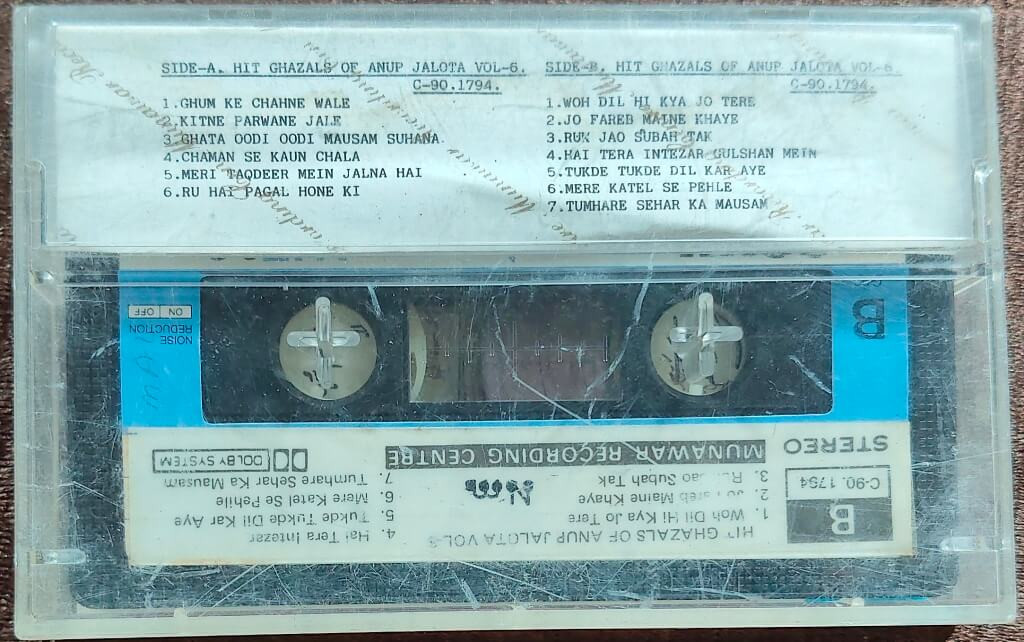 SIDE-A. HIT GHAZALS OF ANUP JALOTA VOL-6.
C-90.1794.
1.GHUM KE CHAHNE WALE
2.KITNE PARWANE JALE
3.GHATA OODI OODI MAUSAM SUHANA.
4.CHAMAN SE KAUN CHALA
5.MERI TAQDEER MEIN JALNA HAI
6.RU HAI PAGAL HONE KI
SIDE-B. HIT GHAZALS OF ANUP JALOTA VOL-6.
C-90.1794.
1.WOH DIL HI KYA JO TERE
2.JO FAREB MAINE KHAYE
3.RUK JAO SUBAH TAK
4.HAI TERA INTEZAR GULSHAN MEIN
5.TUKDE TUKDE DIL KAR AYE
6.MERE KATEL SE PEHLE
7.TUMHARE SEHAR KA MAUSAM
B
NOISE
REDUCTION
ON OFF
HIT GHAZALS OF ANUP JALOTA VOL-
B
C-90. 1794
STEREO
1. Woh Dil Hi Kya Jo Tere
2. Jo Fareb Maine Khaye
3. Jao Subah Tak
4. Hai Tera Intezar
5. Tukde Tukde Dil Kar Aye
6. Mere Katel Se Pehile
7. Tumhare Sehar Ka Mausam
MUNAWAR RECORDING CENTRE
DOLBY SYSTEM